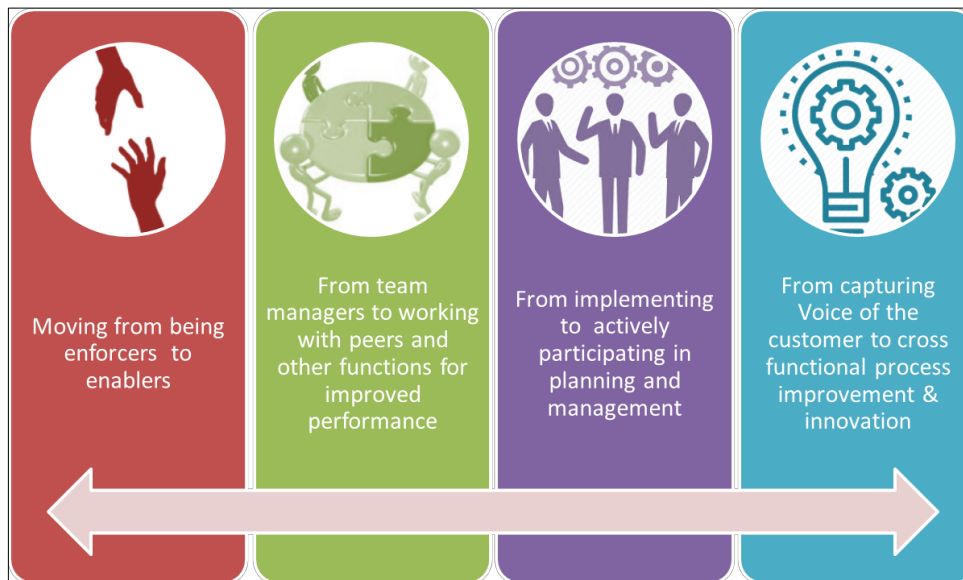 Moving from being
enforcers to
enablers
From team
managers to working
with peers and
other functions for
improved
performance
From implementing
to actively
participating in
planning and
management
From capturing
Voice of the
customer to cross
functional process
improvement &
innovation